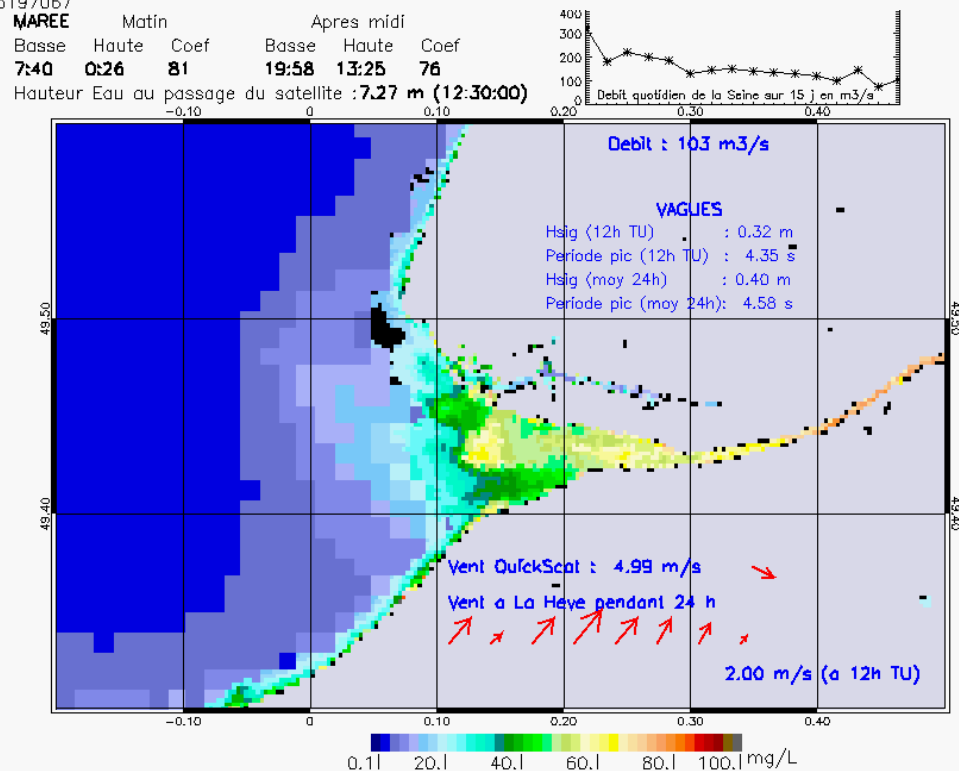 MAREE Matin Apres midi
Basse Haute Coef Basse Haute Coef
7:40 0:26 81 19:58 13:25 76
Hauteur Eau au passage du satellite : 7.27 m (12:30:00)
400
300
200
100
0
Debit quotidien de la Seine sur 15 j en m3/s
-0.10 0 0.10 0.20 0.30 0.40
Debit : 103 m3/s
VAGUES
Hsig (12h TU) : 0.32 m
Periode pic (12h TU) : 4.35 s
Hsig (moy 24h) : 0.40 m
Periode pic (moy 24h): 4.58 s
49.50 49.50
49.40 49.40
Vent QuickScat : 4.99 m/s
Vent a La Heve pendant 24 h
2.00 m/s (a 12h TU)
-0.10 0 0.10 0.20 0.30 0.40
0.1 20. 40. 60. 80. 100. mg/L